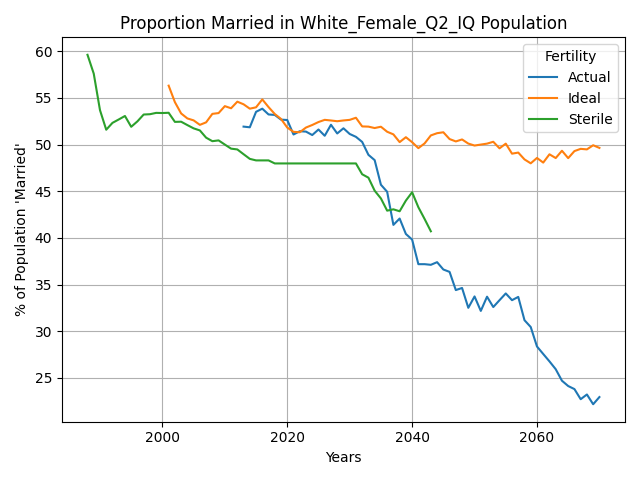 Proportion Married in White_Female_Q2_IQ Population
% of Population 'Married'
60
55
50
45
40
35
30
25
Fertility
Actual
Ideal
Sterile
2000 2020 2040 2060
Years